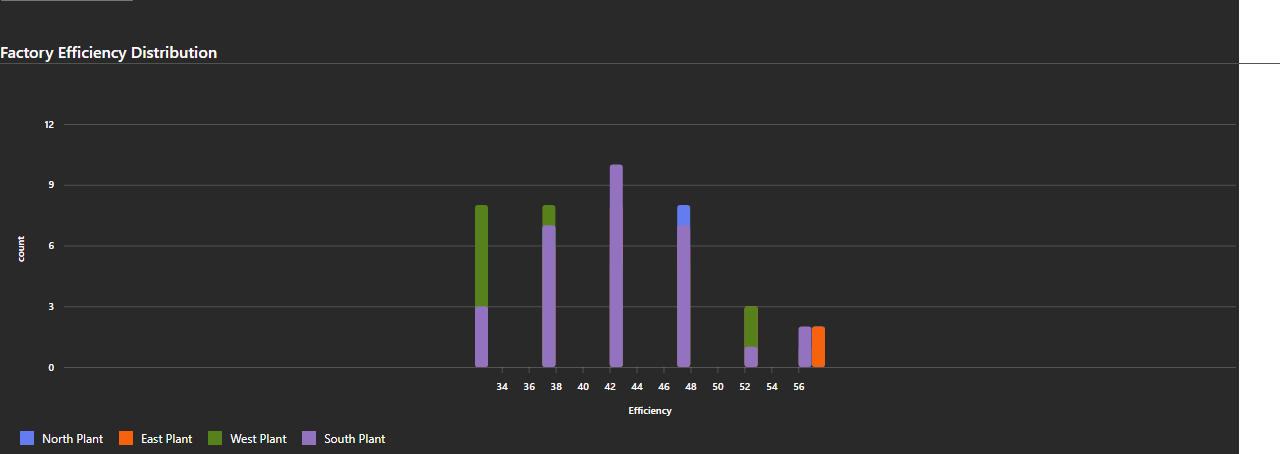 Factory Efficiency Distribution
12
9
6
3
0
count
34 36 38 40 42 44 46 48 50 52 54 56
Efficiency
North Plant East Plant West Plant South Plant